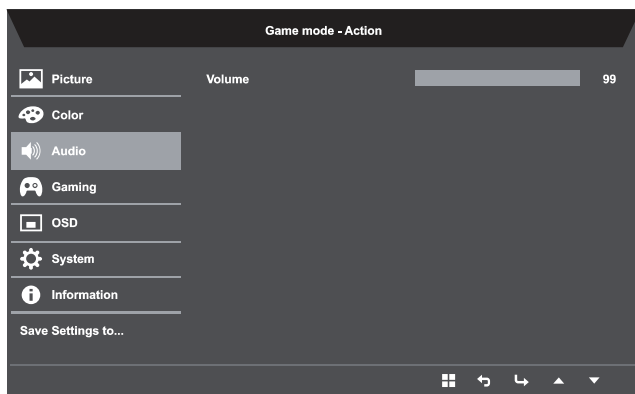 Game mode - Action
Picture
Volume 99
Color
Audio
Gaming
OSD
System
Information
Save Settings to...